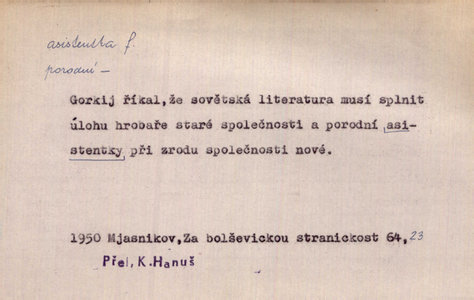 asistentka f.
porodní –
Gorkij říkal, že sovětská literatura musí splnit
úlohu hrobaře staré společnosti a porodní asi-
stentky při zrodu společnosti nové.
1950 Mjasnikov, Za bolševickou stranickost 64, 23
Přel. K. Hanuš